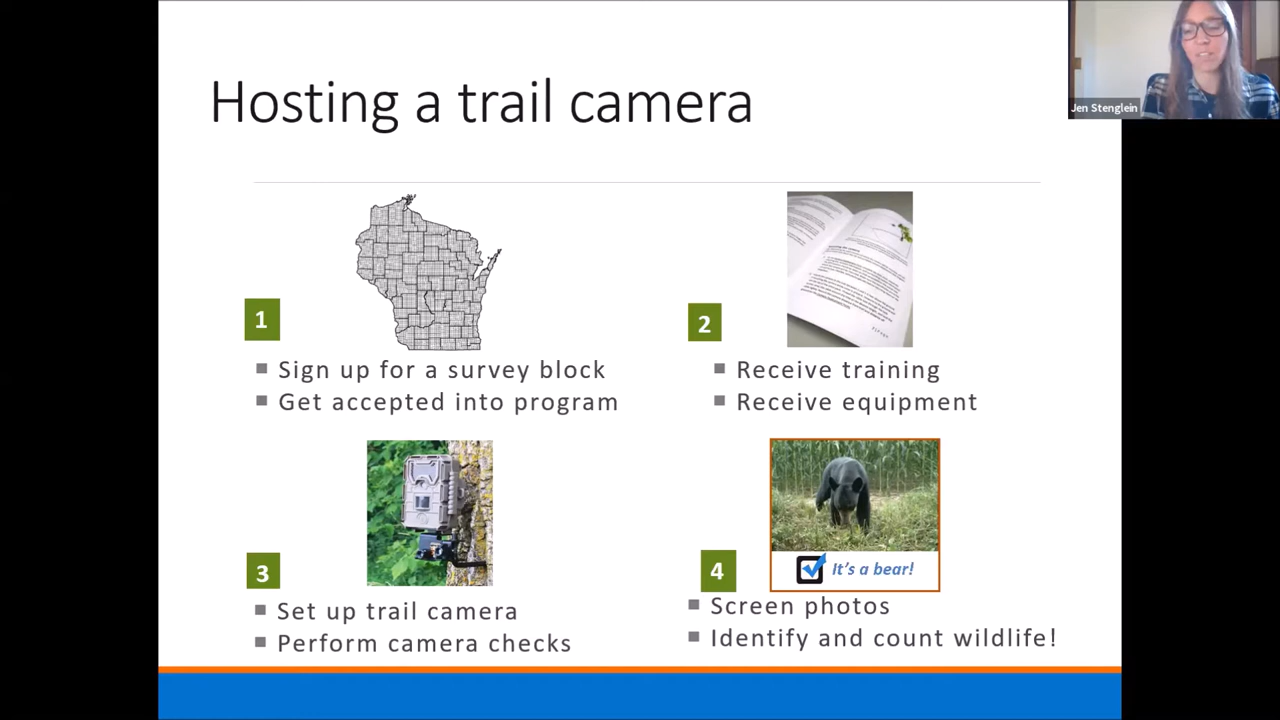 Hosting a trail camera
Jen Stenglein
1
Sign up for a survey block
Get accepted into program
2
Receive training
Receive equipment
3
Set up trail camera
Perform camera checks
It's a bear!
4
Screen photos
Identify and count wildlife!